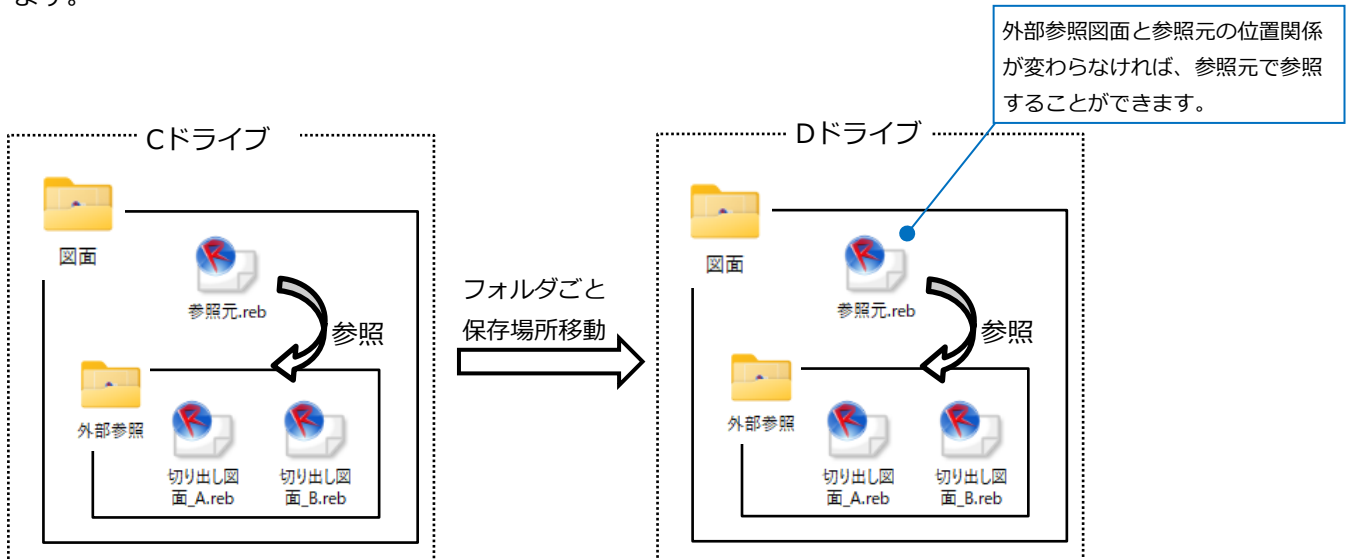 ます。
外部参照図面と参照元の位置関係
が変わらなければ、参照元で参照
することができます。
Cドライブ
図面
参照元.reb
参照
外部参照
切り出し図
面_A.reb
切り出し図
面_B.reb
フォルダごと
保存場所移動
Dドライブ
図面
参照元.reb
参照
外部参照
切り出し図
面_A.reb
切り出し図
面_B.reb